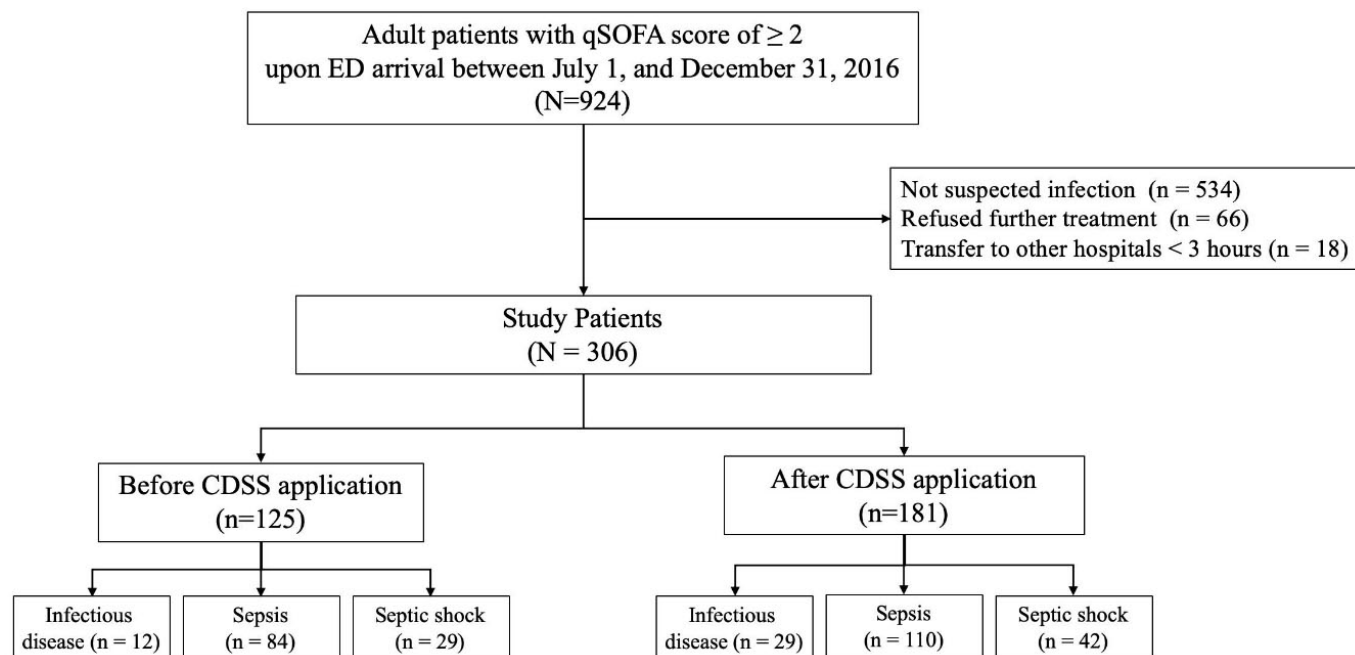 Adult patients with qSOFA score of ≥ 2
upon ED arrival between July 1, and December 31, 2016
(N=924)
Not suspected infection (n = 534)
Refused further treatment (n = 66)
Transfer to other hospitals < 3 hours (n = 18)
Study Patients
(N = 306)
Before CDSS application
(n=125)
After CDSS application
(n=181)
Infectious
disease (n = 12)
Sepsis
(n = 84)
Septic shock
(n = 29)
Infectious
disease (n = 29)
Sepsis
(n = 110)
Septic shock
(n = 42)